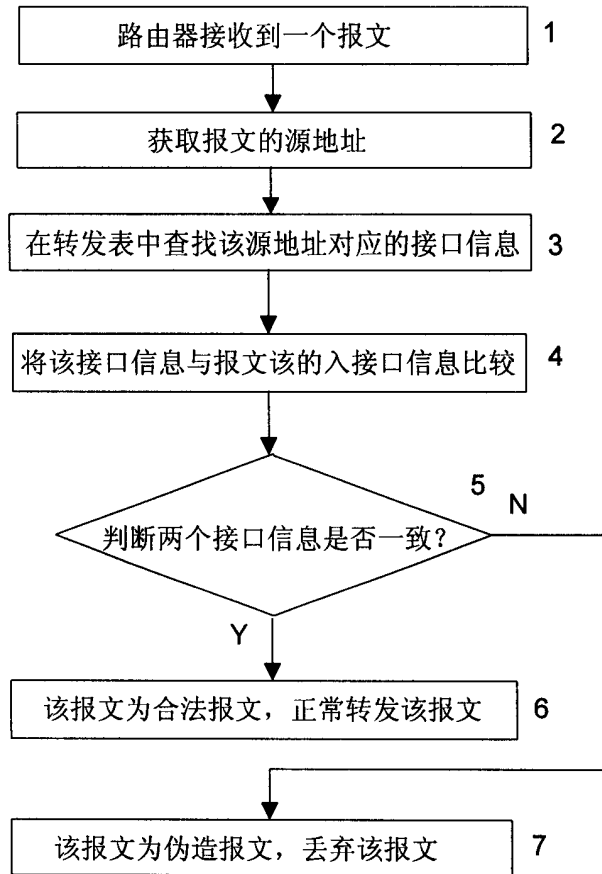 路由器接收到一个报文 1
获取报文的源地址 2
在转发表中查找该源地址对应的接口信息 3
将该接口信息与报文该的入接口信息比较 4
5
N
判断两个接口信息是否一致？
Y
该报文为合法报文，正常转发该报文 6
该报文为伪造报文，丢弃该报文 7